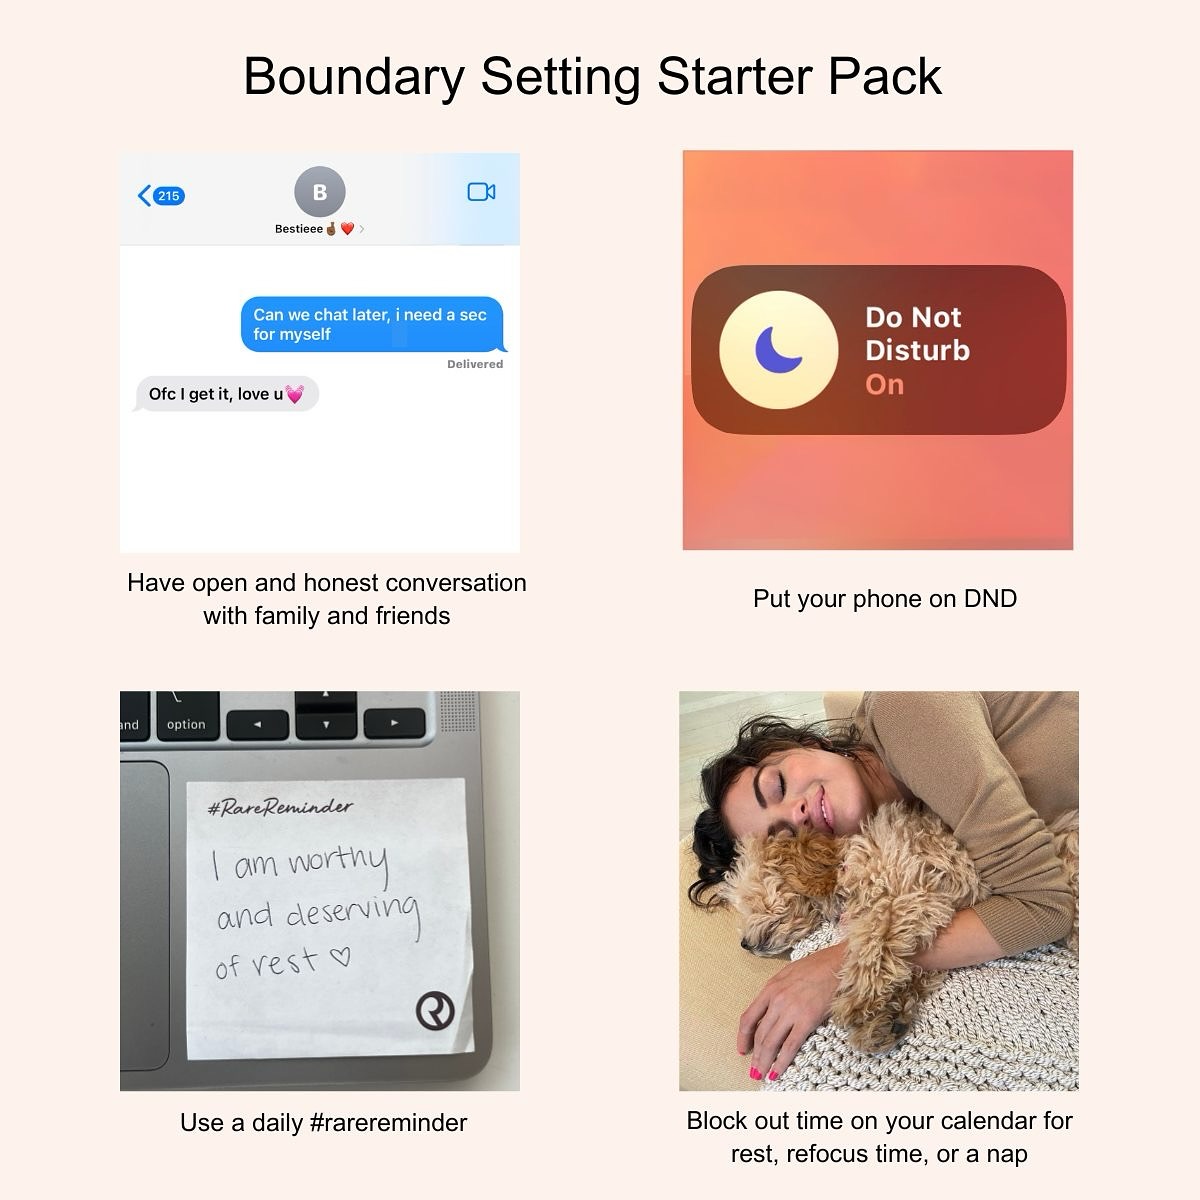 Boundary Setting Starter Pack
215
B
Bestieee🤞🏾❤️ >
Can we chat later, i need a sec
for myself
Delivered
Ofc I get it, love u💓
Have open and honest conversation
with family and friends
Do Not
Disturb
On
Put your phone on DND
and
option
#RareReminder
I am worthy
and deserving
of rest ♡
R
Use a daily #rarereminder
Block out time on your calendar for
rest, refocus time, or a nap